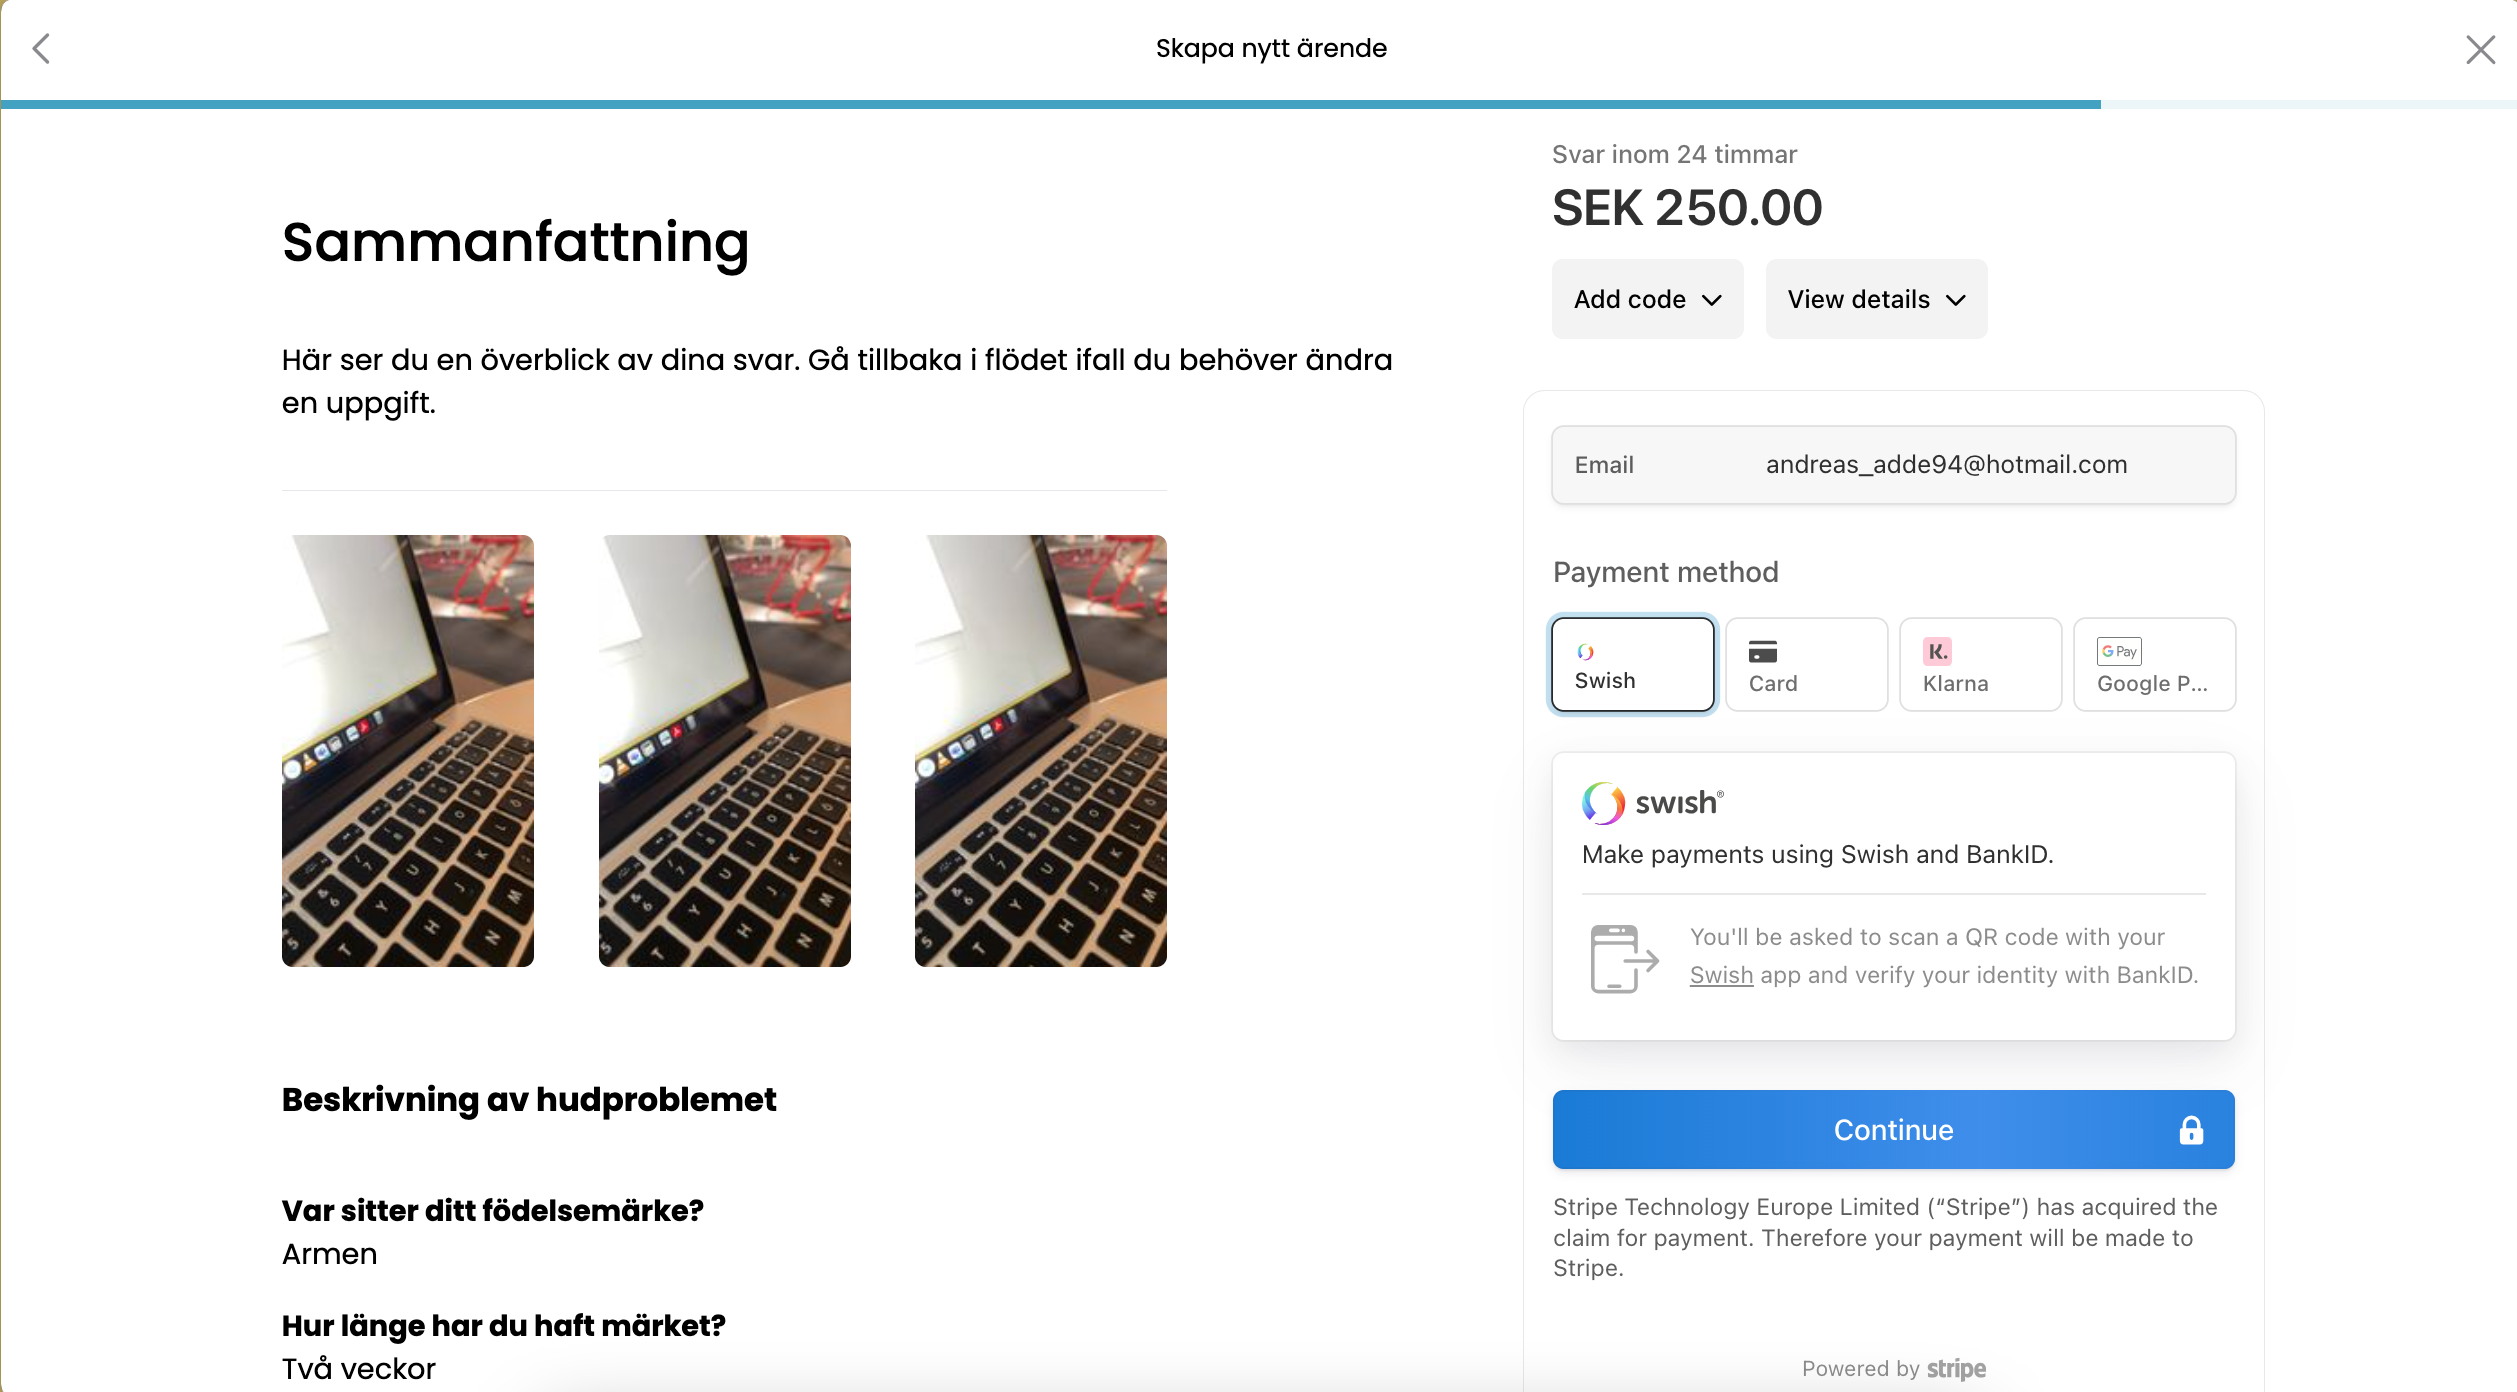 Skapa nytt ärende
Sammanfattning
Här ser du en överblick av dina svar. Gå tillbaka i flödet ifall du behöver ändra
en uppgift.
Beskrivning av hudproblemet
Var sitter ditt födelsemärke?
Armen
Hur länge har du haft märket?
Två veckor
Svar inom 24 timmar
SEK 250.00
Add code
View details
Email andreas_adde94@hotmail.com
Payment method
Swish
Card
K.
Klarna
G Pay
Google P...
swish®
Make payments using Swish and BankID.
You'll be asked to scan a QR code with your
Swish app and verify your identity with BankID.
Continue
Stripe Technology Europe Limited (“Stripe”) has acquired the
claim for payment. Therefore your payment will be made to
Stripe.
Powered by stripe